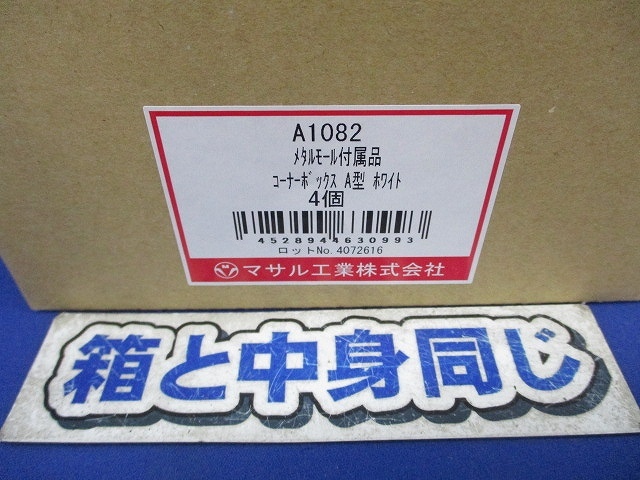 A1082
ﾒﾀﾙﾓｰﾙ付属品
ｺｰﾅｰﾎﾞｯｸｽ A型 ﾎﾜｲﾄ
4個
4528944630993
ロットNo. 4072616
マサル工業株式会社
箱と中身同じ